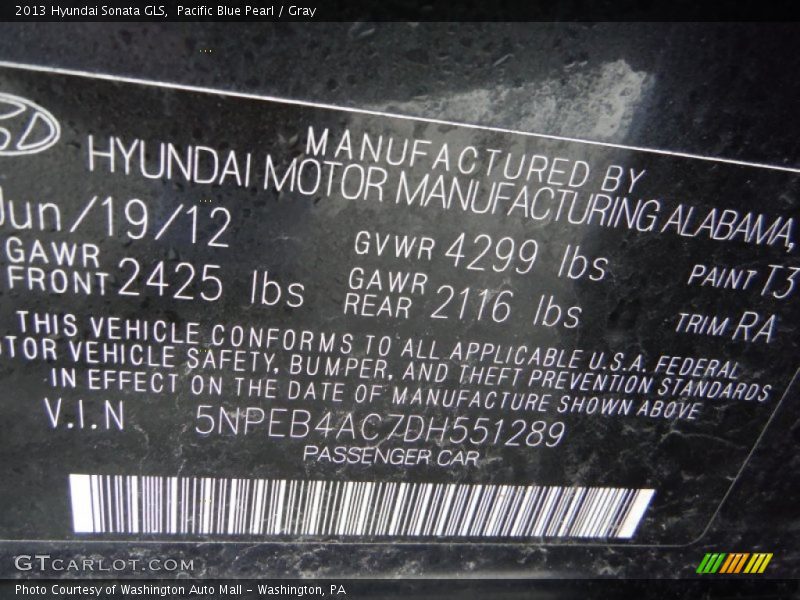 2013 Hyundai Sonata GLS, Pacific Blue Pearl / Gray
MANUFACTURED BY
HYUNDAI MOTOR MANUFACTURING ALABAMA,
Jun/19/12
GVWR 4299 lbs
PAINT T3
GAWR FRONT 2425 lbs
GAWR REAR 2116 lbs
TRIM RA
THIS VEHICLE CONFORMS TO ALL APPLICABLE U.S.A. FEDERAL
OTOR VEHICLE SAFETY, BUMPER, AND THEFT PREVENTION STANDARDS
IN EFFECT ON THE DATE OF MANUFACTURE SHOWN ABOVE
V.I.N 5NPEB4AC7DH551289
PASSENGER CAR
GTCARLOT.COM
Photo Courtesy of Washington Auto Mall - Washington, PA